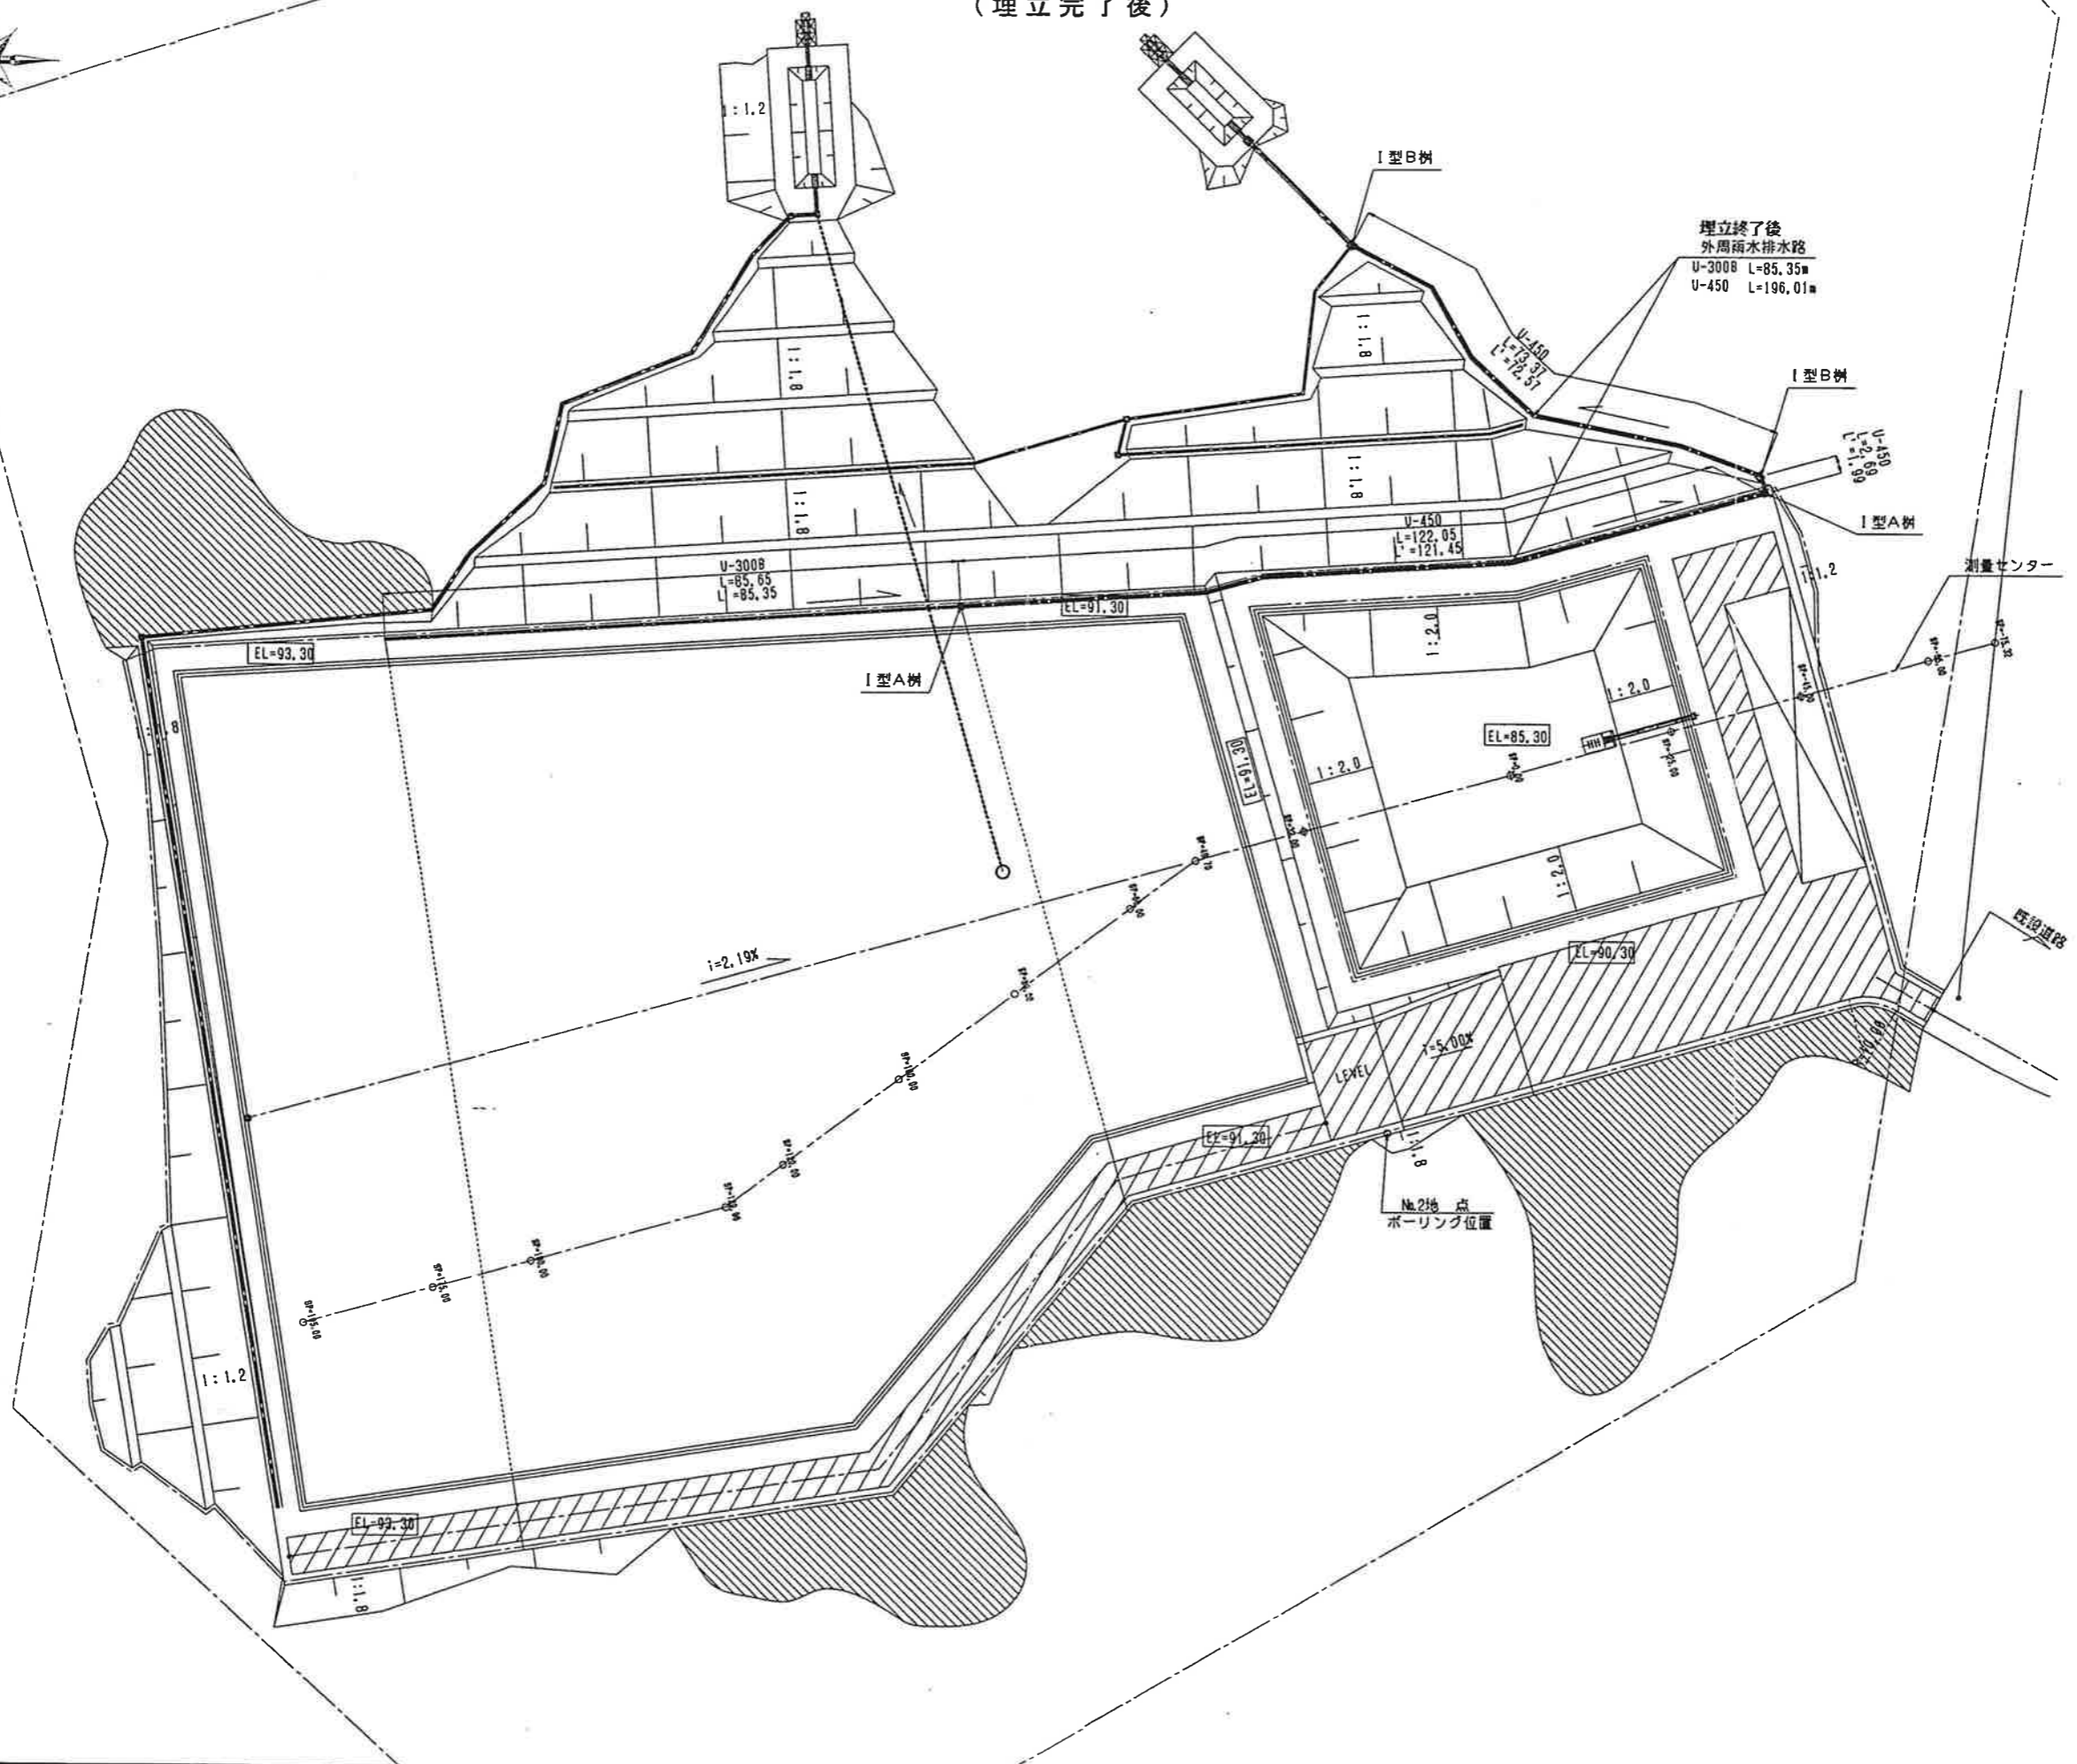 (埋立完了後)
1:1.2
I型B桝
埋立終了後
外周雨水排水路
U-300B L=85.35m
U-450 L=196.01m
1:1.8
1:1.8
U-450
L=73.37
L'=72.57
I型B桝
U-450
L=2.69
L'=1.99
1:1.8
1:1.8
I型A桝
U-450
L=122.05
L'=121.45
U-300B
L=85.65
L'=85.35
1:1.2
測量センター
EL=91.30
EL=93.30
I型A桝
1:2.0
1:2.0
EL=85.30
EL=91.30
1:2.0
1:2.0
i=2.19%
既設道路
EL=90.30
i=5.00%
LEVEL
EL=91.30
1:1.8
No.2地 点
ボーリング位置
1:1.2
EL=93.30
1:1.8